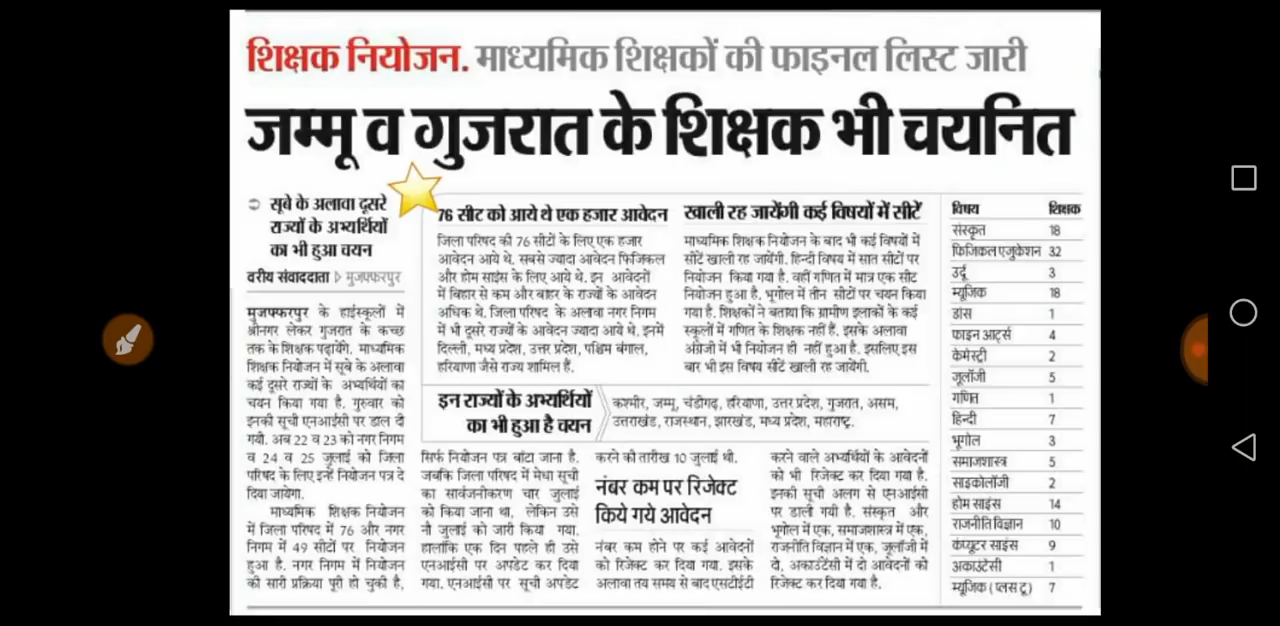 शिक्षक नियोजन. माध्यमिक शिक्षकों की फाइनल लिस्ट जारी
जम्मू व गुजरात के शिक्षक भी चयनित
सूबे के अलावा दूसरे
राज्यों के अभ्यर्थियों
का भी हुआ चयन
वरीय संवाददाता ▷ मुजफ्फरपुर
मुजफ्फरपुर के हाईस्कूलों में
श्रीनगर लेकर गुजरात के कच्छ
तक के शिक्षक पढ़ायेंगे. माध्यमिक
शिक्षक नियोजन में सूबे के अलावा
कई दूसरे राज्यों के अभ्यर्थियों का
चयन किया गया है. गुरुवार को
इनकी सूची एनआईसी पर डाल दी
गयी. अब 22 व 23 को नगर निगम
व 24 व 25 जुलाई को जिला
परिषद के लिए इन्हें नियोजन पत्र दे
दिया जायेगा.
माध्यमिक शिक्षक नियोजन
में जिला परिषद में 76 और नगर
निगम में 49 सीटों पर नियोजन
हुआ है. नगर निगम में नियोजन
की सारी प्रक्रिया पूरी हो चुकी है,
76 सीट को आये थे एक हजार आवेदन
जिला परिषद की 76 सीटों के लिए एक हजार
आवेदन आये थे. सबसे ज्यादा आवेदन फिजिकल
और होम साइंस के लिए आये थे. इन आवेदनों
में बिहार से कम और बाहर के राज्यों के आवेदन
अधिक थे. जिला परिषद के अलावा नगर निगम
में भी दूसरे राज्यों के आवेदन ज्यादा आये थे. इनमें
दिल्ली, मध्य प्रदेश, उत्तर प्रदेश, पश्चिम बंगाल,
हरियाणा जैसे राज्य शामिल हैं.
खाली रह जायेंगी कई विषयों में सीटें
माध्यमिक शिक्षक नियोजन के बाद भी कई विषयों में
सीटें खाली रह जायेंगी. हिन्दी विषय में सात सीटों पर
नियोजन किया गया है. वहीं गणित में मात्र एक सीट
नियोजन हुआ है. भूगोल में तीन सीटों पर चयन किया
गया है. शिक्षकों ने बताया कि ग्रामीण इलाकों के कई
स्कूलों में गणित के शिक्षक नहीं हैं. इसके अलावा
अंग्रेजी में भी नियोजन ही नहीं हुआ है. इसलिए इस
बार भी इस विषय सीटें खाली रह जायेंगी.
इन राज्यों के अभ्यर्थियों
का भी हुआ है चयन
कश्मीर, जम्मू, चंडीगढ़, हरियाणा, उत्तर प्रदेश, गुजरात, असम,
उत्तराखंड, राजस्थान, झारखंड, मध्य प्रदेश, महाराष्ट्र.
सिर्फ नियोजन पत्र बांटा जाना है.
जबकि जिला परिषद में मेधा सूची
का सार्वजनीकरण चार जुलाई
को किया जाना था, लेकिन उसे
नौ जुलाई को जारी किया गया.
हालांकि एक दिन पहले ही उसे
एनआईसी पर अपडेट कर दिया
गया. एनआईसी पर सूची अपडेट
करने की तारीख 10 जुलाई थी.
नंबर कम पर रिजेक्ट
किये गये आवेदन
नंबर कम होने पर कई आवेदनों
को रिजेक्ट कर दिया गया. इसके
अलावा तय समय से बाद एसटीईटी
करने वाले अभ्यर्थियों के आवेदनों
को भी रिजेक्ट कर दिया गया है.
इनकी सूची अलग से एनआईसी
पर डाली गयी है. संस्कृत और
भूगोल में एक, समाजशास्त्र में एक,
राजनीति विज्ञान में एक, जूलॉजी में
दो, अकाउंटेंसी में दो आवेदनों को
रिजेक्ट कर दिया गया है.
विषय शिक्षक
संस्कृत 18
फिजिकल एजुकेशन 32
उर्दू 3
म्यूजिक 18
डांस 1
फाइन आर्ट्स 4
केमेस्ट्री 2
जूलॉजी 5
गणित 1
हिन्दी 7
भूगोल 3
समाजशास्त्र 5
साइकोलॉजी 2
होम साइंस 14
राजनीति विज्ञान 10
कंप्यूटर साइंस 9
अकाउंटेंसी 1
म्यूजिक (प्लस टू) 7